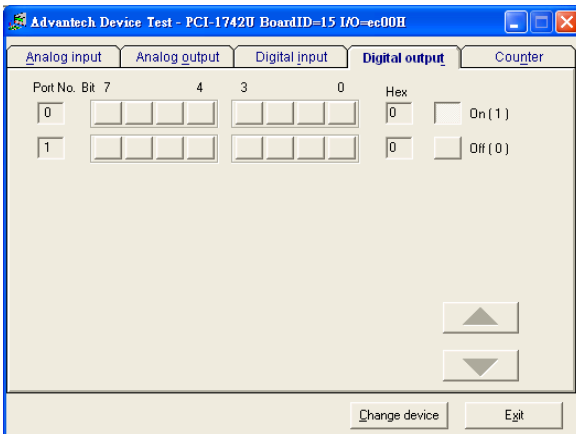 Advantech Device Test - PCI-1742U BoardID=15 I/O=ec00H
Analog input Analog output Digital input Digital output Counter
Port No. Bit 7 4 3 0 Hex
0 0 On ( 1 )
1 0 Off ( 0 )
Change device Exit